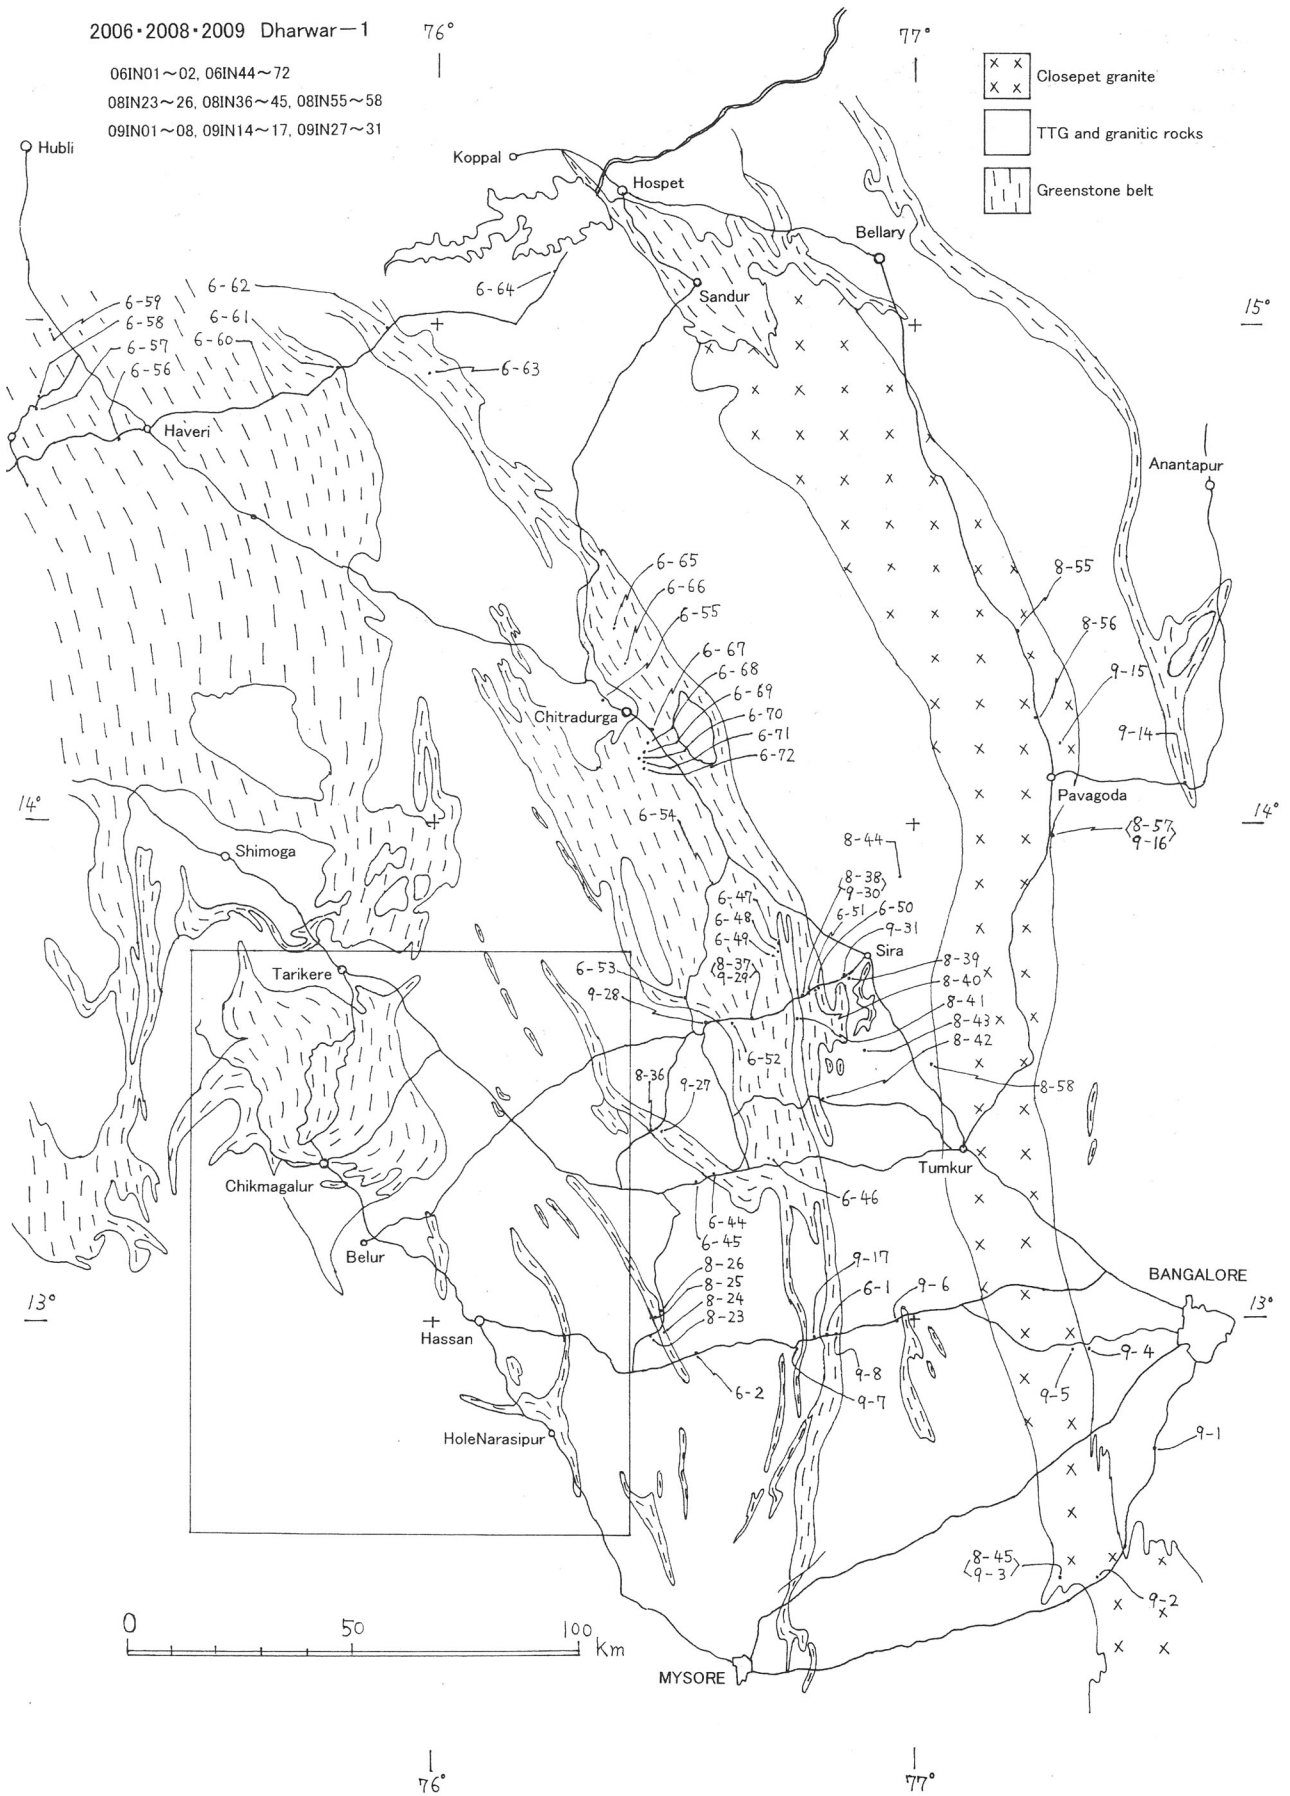 2006・2008・2009 Dharwar－1
06IN01～02, 06IN44～72
08IN23～26, 08IN36～45, 08IN55～58
09IN01～08, 09IN14～17, 09IN27～31
76°
77°
Closepet granite
TTG and granitic rocks
Greenstone belt
Hubli
Koppal
Hospet
Bellary
Sandur
6-64
6-62
6-59
6-58
6-61
6-57
6-60
6-56
6-63
15°
Haveri
Anantapur
6-65
6-66
6-55
8-55
8-56
6-67
6-68
9-15
6-69
Chitradurga
6-70
6-71
9-14
6-72
Pavagoda
14°
14°
6-54
8-57
9-16
8-44
Shimoga
8-38
9-30
6-47
6-51
6-50
6-48
9-31
6-49
Sira
8-39
8-37
9-29
6-53
Tarikere
8-40
9-28
8-41
8-43
8-42
6-52
8-36
9-27
8-58
Tumkur
Chikmagalur
6-46
6-44
6-45
Belur
8-26
9-17
8-25
6-1
9-6
8-24
8-23
BANGALORE
13°
13°
Hassan
9-4
9-8
9-5
6-2
9-7
HoleNarasipur
9-1
8-45
9-3
9-2
0
50
100
Km
MYSORE
76°
77°